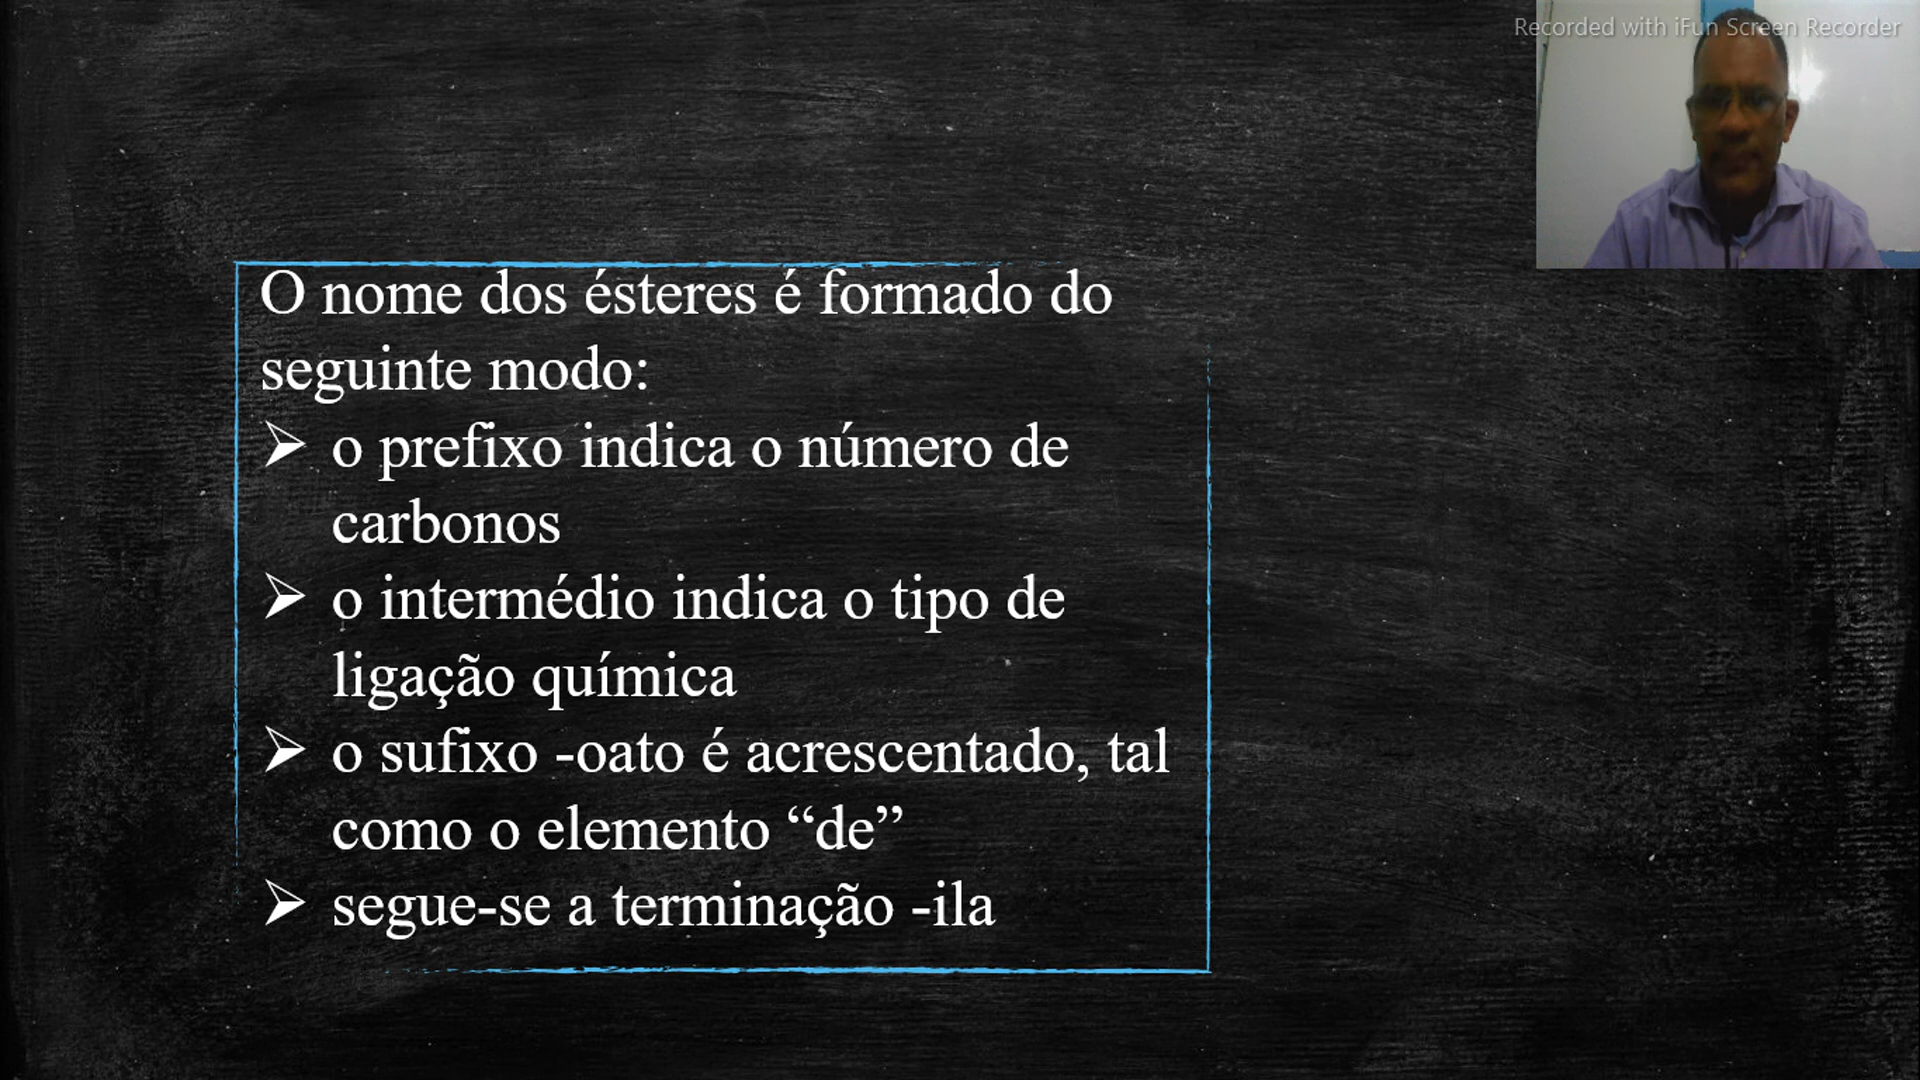 Recorded with iFun Screen Recorder
O nome dos ésteres é formado do
seguinte modo:
➢ o prefixo indica o número de
carbonos
➢ o intermédio indica o tipo de
ligação química
➢ o sufixo -oato é acrescentado, tal
como o elemento “de”
➢ segue-se a terminação -ila